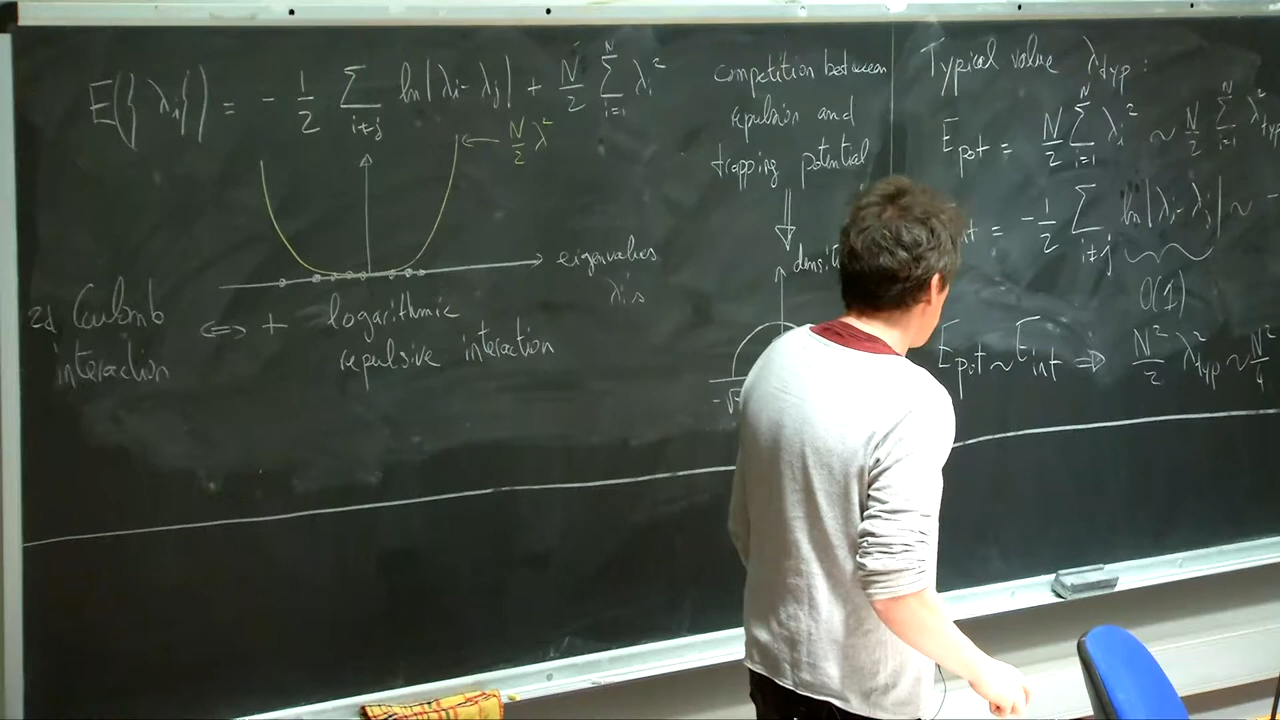 E({λi}) = - 1/2 Σ_{i≠j} ln|λi-λj| + N/2 Σ_{i=1}^{N} λi²
N/2 λ²
eigenvalues
λi's
2d Coulomb
interaction
⇔ + logarithmic
repulsive interaction
competition between
repulsion and
trapping potential
⇓
-√
Typical value λtyp:
Epot = N/2 Σ_{i=1}^{N} λi² ~ N/2 Σ_{i=1}^{N} λ²typ
= -1/2 Σ_{i≠j} ln|λi-λj| ~ -
O(1)
Epot ~ Eint ⇒ N²/2 λ²typ ~ N²/4